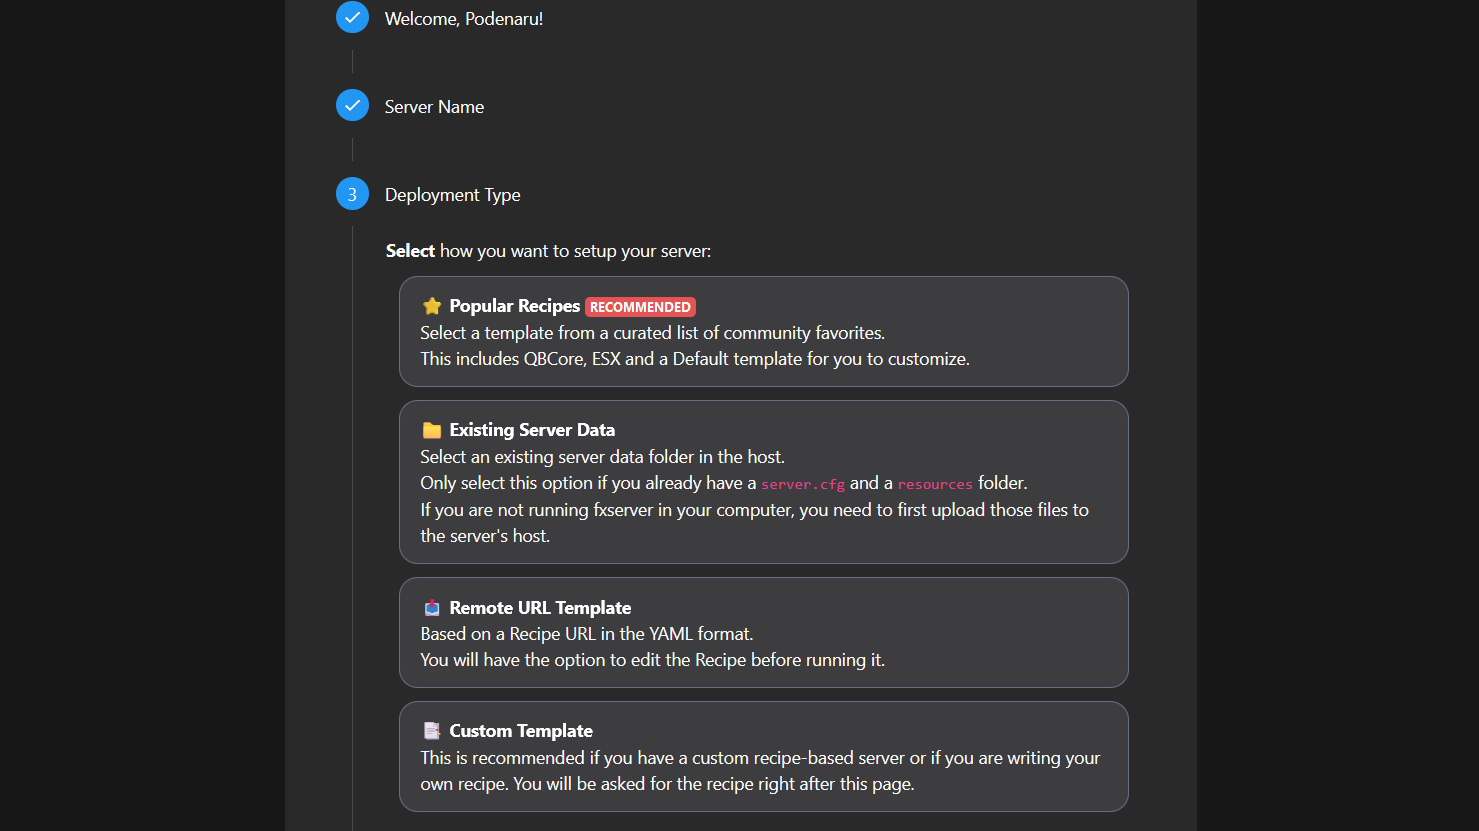 Welcome, Podenaru!
Server Name
3 Deployment Type
Select how you want to setup your server:
Popular Recipes RECOMMENDED
Select a template from a curated list of community favorites.
This includes QBCore, ESX and a Default template for you to customize.
Existing Server Data
Select an existing server data folder in the host.
Only select this option if you already have a server.cfg and a resources folder.
If you are not running fxserver in your computer, you need to first upload those files to
the server's host.
Remote URL Template
Based on a Recipe URL in the YAML format.
You will have the option to edit the Recipe before running it.
Custom Template
This is recommended if you have a custom recipe-based server or if you are writing your
own recipe. You will be asked for the recipe right after this page.